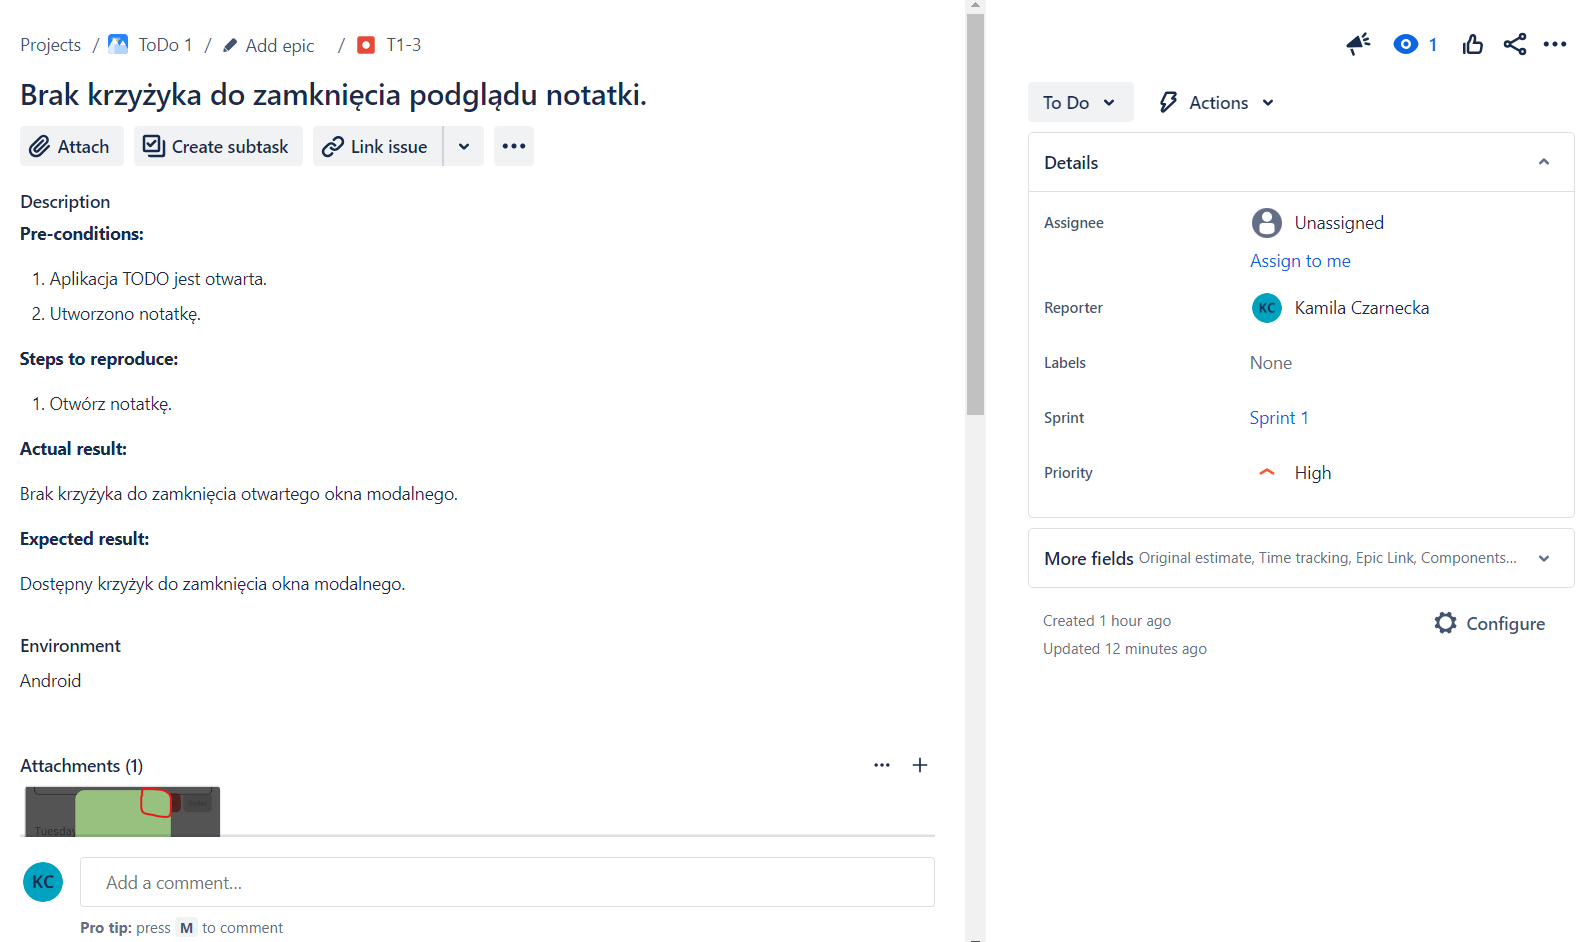 Projects / ToDo 1 / Add epic / T1-3
1
Brak krzyżyka do zamknięcia podglądu notatki.
To Do
Actions
Attach
Create subtask
Link issue
Details
Description
Pre-conditions:
1. Aplikacja TODO jest otwarta.
2. Utworzono notatkę.
Steps to reproduce:
1. Otwórz notatkę.
Actual result:
Brak krzyżyka do zamknięcia otwartego okna modalnego.
Expected result:
Dostępny krzyżyk do zamknięcia okna modalnego.
Environment
Android
Attachments (1)
Tuesday
KC
Add a comment...
Pro tip: press M to comment
Assignee
Unassigned
Assign to me
Reporter
KC Kamila Czarnecka
Labels
None
Sprint
Sprint 1
Priority
High
More fields Original estimate, Time tracking, Epic Link, Components...
Created 1 hour ago
Configure
Updated 12 minutes ago